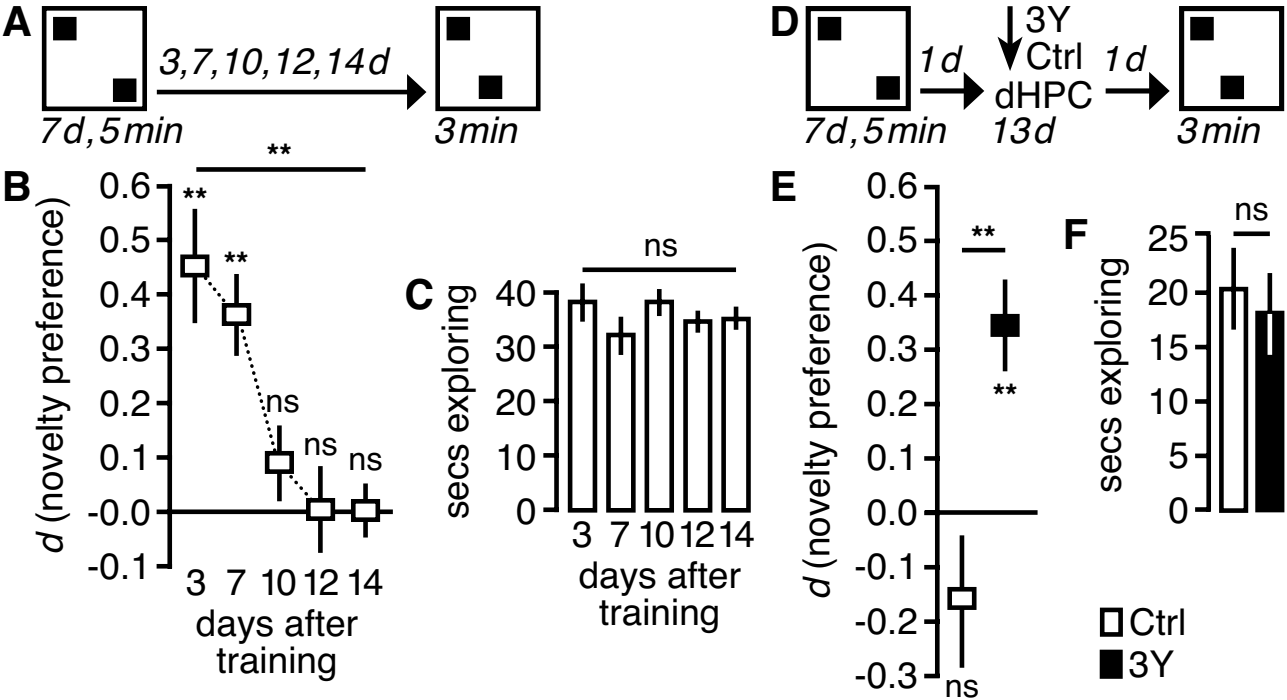 A
3,7,10,12,14d
7d,5min
3min
B
**
0.6
0.5
0.4
0.3
0.2
0.1
-0.0
-0.1
d (novelty preference)
**
**
ns
ns
ns
3 7 10 12 14
days after
training
C
ns
40
30
20
10
0
secs exploring
3 7 10 12 14
days after
training
D
1d
3Y
Ctrl
dHPC
13d
1d
7d,5min
3min
E
0.6
0.5
0.4
0.3
0.2
0.1
0.0
-0.1
-0.2
-0.3
d (novelty preference)
**
**
ns
F
ns
25
20
15
10
5
0
secs exploring
Ctrl
3Y